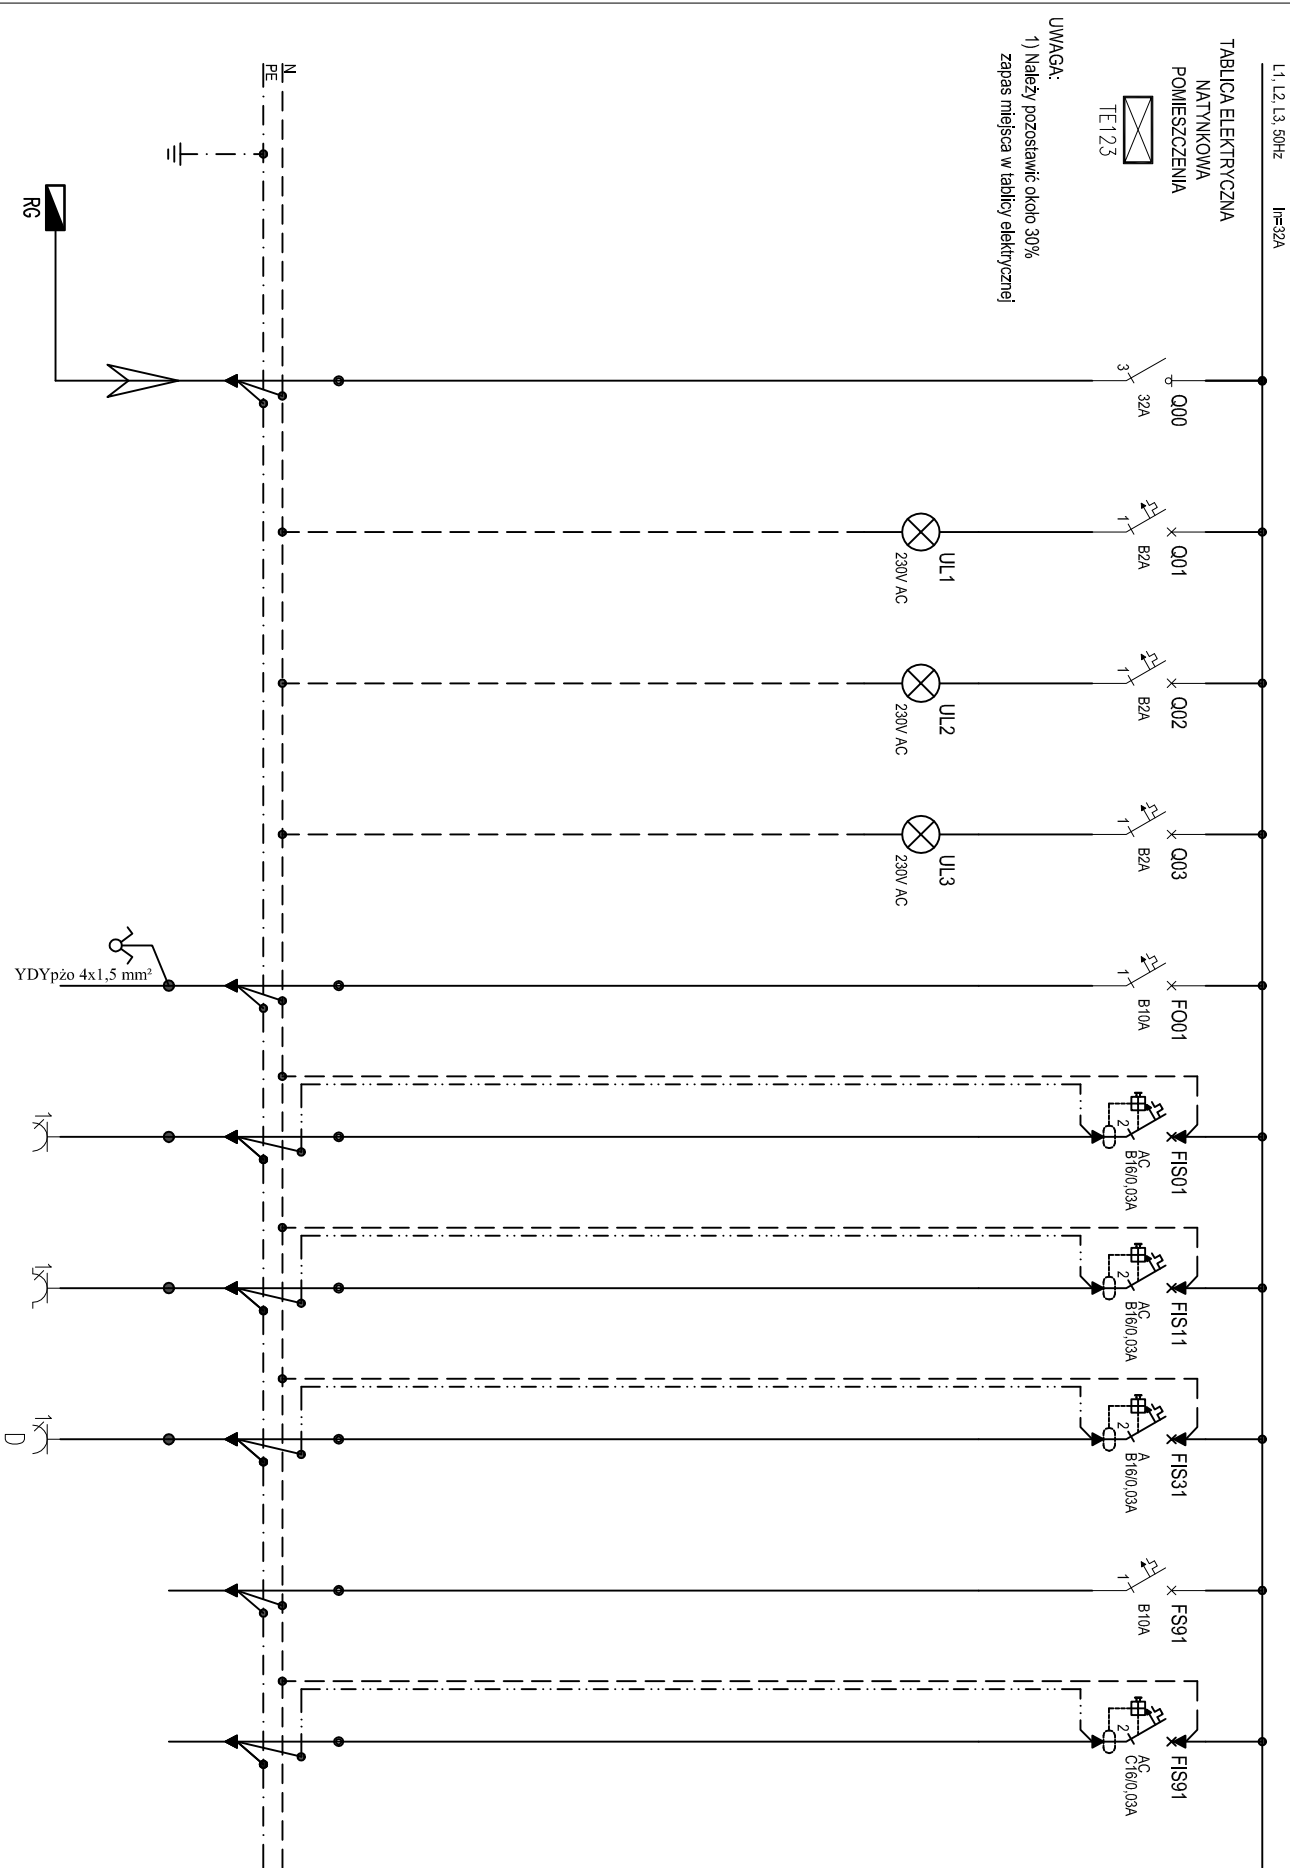 L1, L2, L3, 50Hz In=32A
TABLICA ELEKTRYCZNA
NATYNKOWA
POMIESZCZENIA
TE123
UWAGA:
1) Należy pozostawić około 30%
zapas miejsca w tablicy elektrycznej
N
PE
RG
Q00
3
32A
Q01
1
B2A
UL1
230V AC
Q02
1
B2A
UL2
230V AC
Q03
1
B2A
UL3
230V AC
FO01
1
B10A
YDYpżo 4x1,5 mm²
FIS01
2
AC
B16/0,03A
1
FIS11
2
AC
B16/0,03A
1
FIS31
2
A
B16/0,03A
1
D
FS91
1
B10A
FIS91
2
AC
C16/0,03A